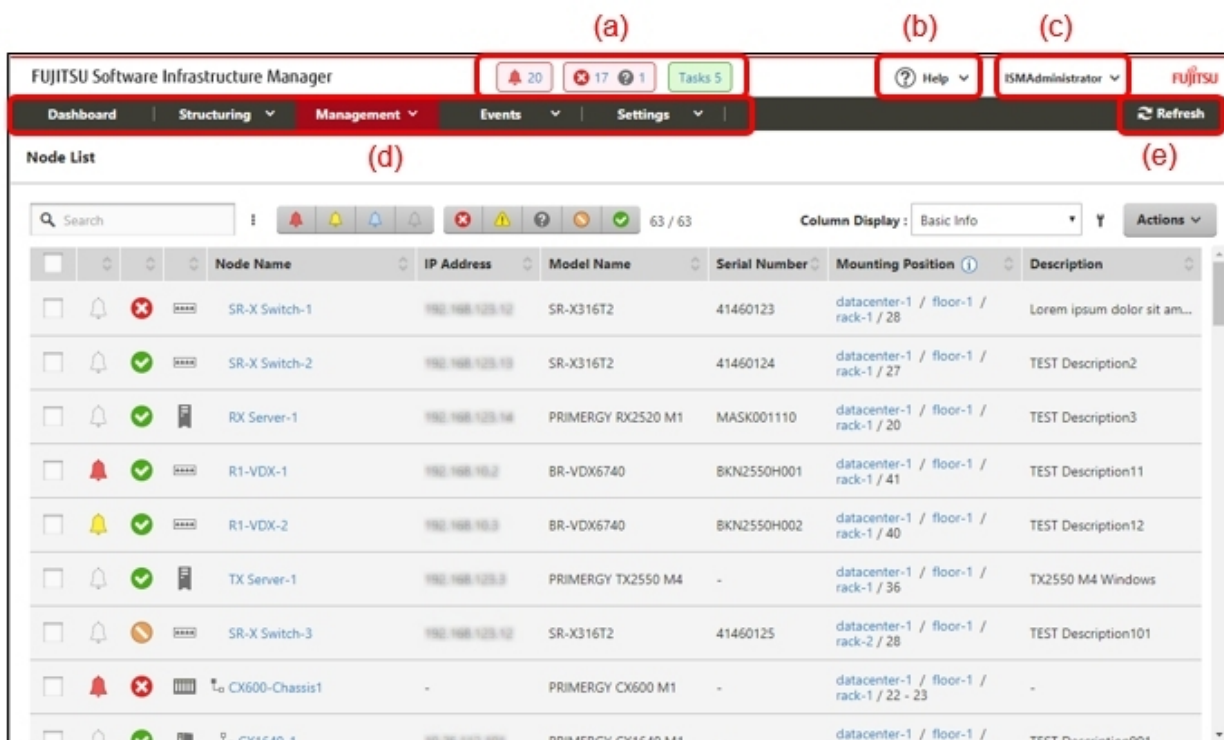 (a) (b) (c)
FUJITSU Software Infrastructure Manager 20 17 1 Tasks 5 Help ISMAdministrator FUJITSU
Dashboard Structuring Management Events Settings Refresh
Node List (d) (e)
Search 63 / 63 Column Display : Basic Info Actions
Node Name IP Address Model Name Serial Number Mounting Position Description
SR-X Switch-1 SR-X316T2 41460123 datacenter-1 / floor-1 / Lorem ipsum dolor sit am...
rack-1 / 28
SR-X Switch-2 SR-X316T2 41460124 datacenter-1 / floor-1 / TEST Description2
rack-1 / 27
RX Server-1 PRIMERGY RX2520 M1 MASK001110 datacenter-1 / floor-1 / TEST Description3
rack-1 / 20
R1-VDX-1 BR-VDX6740 BKN2550H001 datacenter-1 / floor-1 / TEST Description11
rack-1 / 41
R1-VDX-2 BR-VDX6740 BKN2550H002 datacenter-1 / floor-1 / TEST Description12
rack-1 / 40
TX Server-1 PRIMERGY TX2550 M4 - datacenter-1 / floor-1 / TX2550 M4 Windows
rack-1 / 36
SR-X Switch-3 SR-X316T2 41460125 datacenter-1 / floor-1 / TEST Description101
rack-2 / 28
CX600-Chassis1 - PRIMERGY CX600 M1 - datacenter-1 / floor-1 / -
rack-1 / 22 - 23
datacenter-1 / floor-1 /